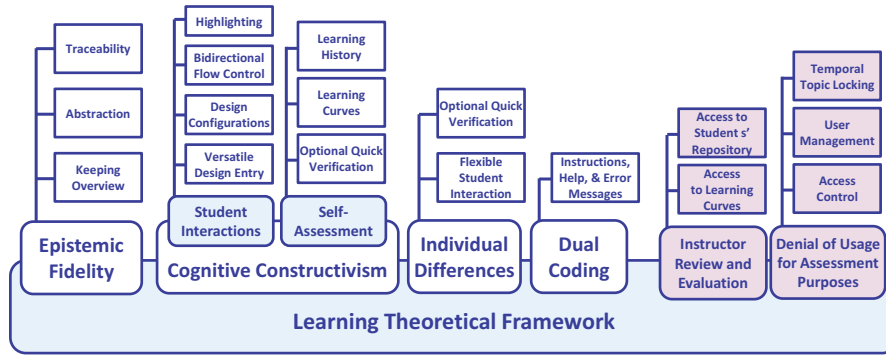 Traceability
Abstraction
Keeping
Overview
Epistemic
Fidelity
Highlighting
Bidirectional
Flow Control
Design
Configurations
Versatile
Design Entry
Student
Interactions
Learning
History
Learning
Curves
Optional Quick
Verification
Self-
Assessment
Cognitive Constructivism
Optional Quick
Verification
Flexible
Student
Interaction
Individual
Differences
Instructions,
Help, & Error
Messages
Dual
Coding
Access to
Student s’
Repository
Access
to Learning
Curves
Instructor
Review and
Evaluation
Temporal
Topic Locking
User
Management
Access
Control
Denial of Usage
for Assessment
Purposes
Learning Theoretical Framework